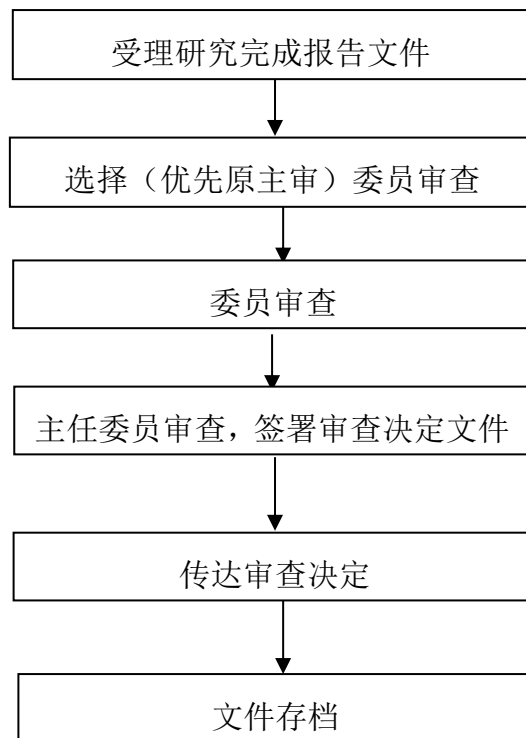 受理研究完成报告文件
选择（优先原主审）委员审查
委员审查
主任委员审查，签署审查决定文件
传达审查决定
文件存档